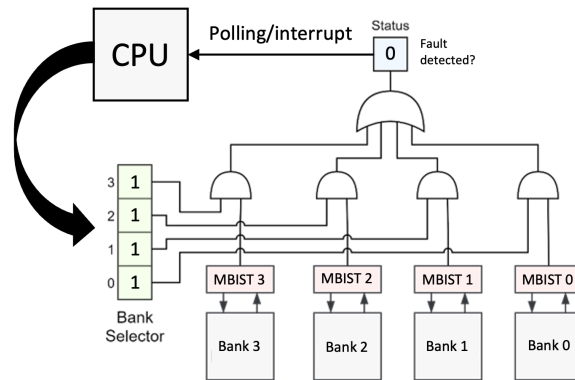 Status
Polling/interrupt
CPU
0
Fault
detected?
3 1
2 1
1 1
0 1
Bank
Selector
MBIST 3
MBIST 2
MBIST 1
MBIST 0
Bank 3
Bank 2
Bank 1
Bank 0